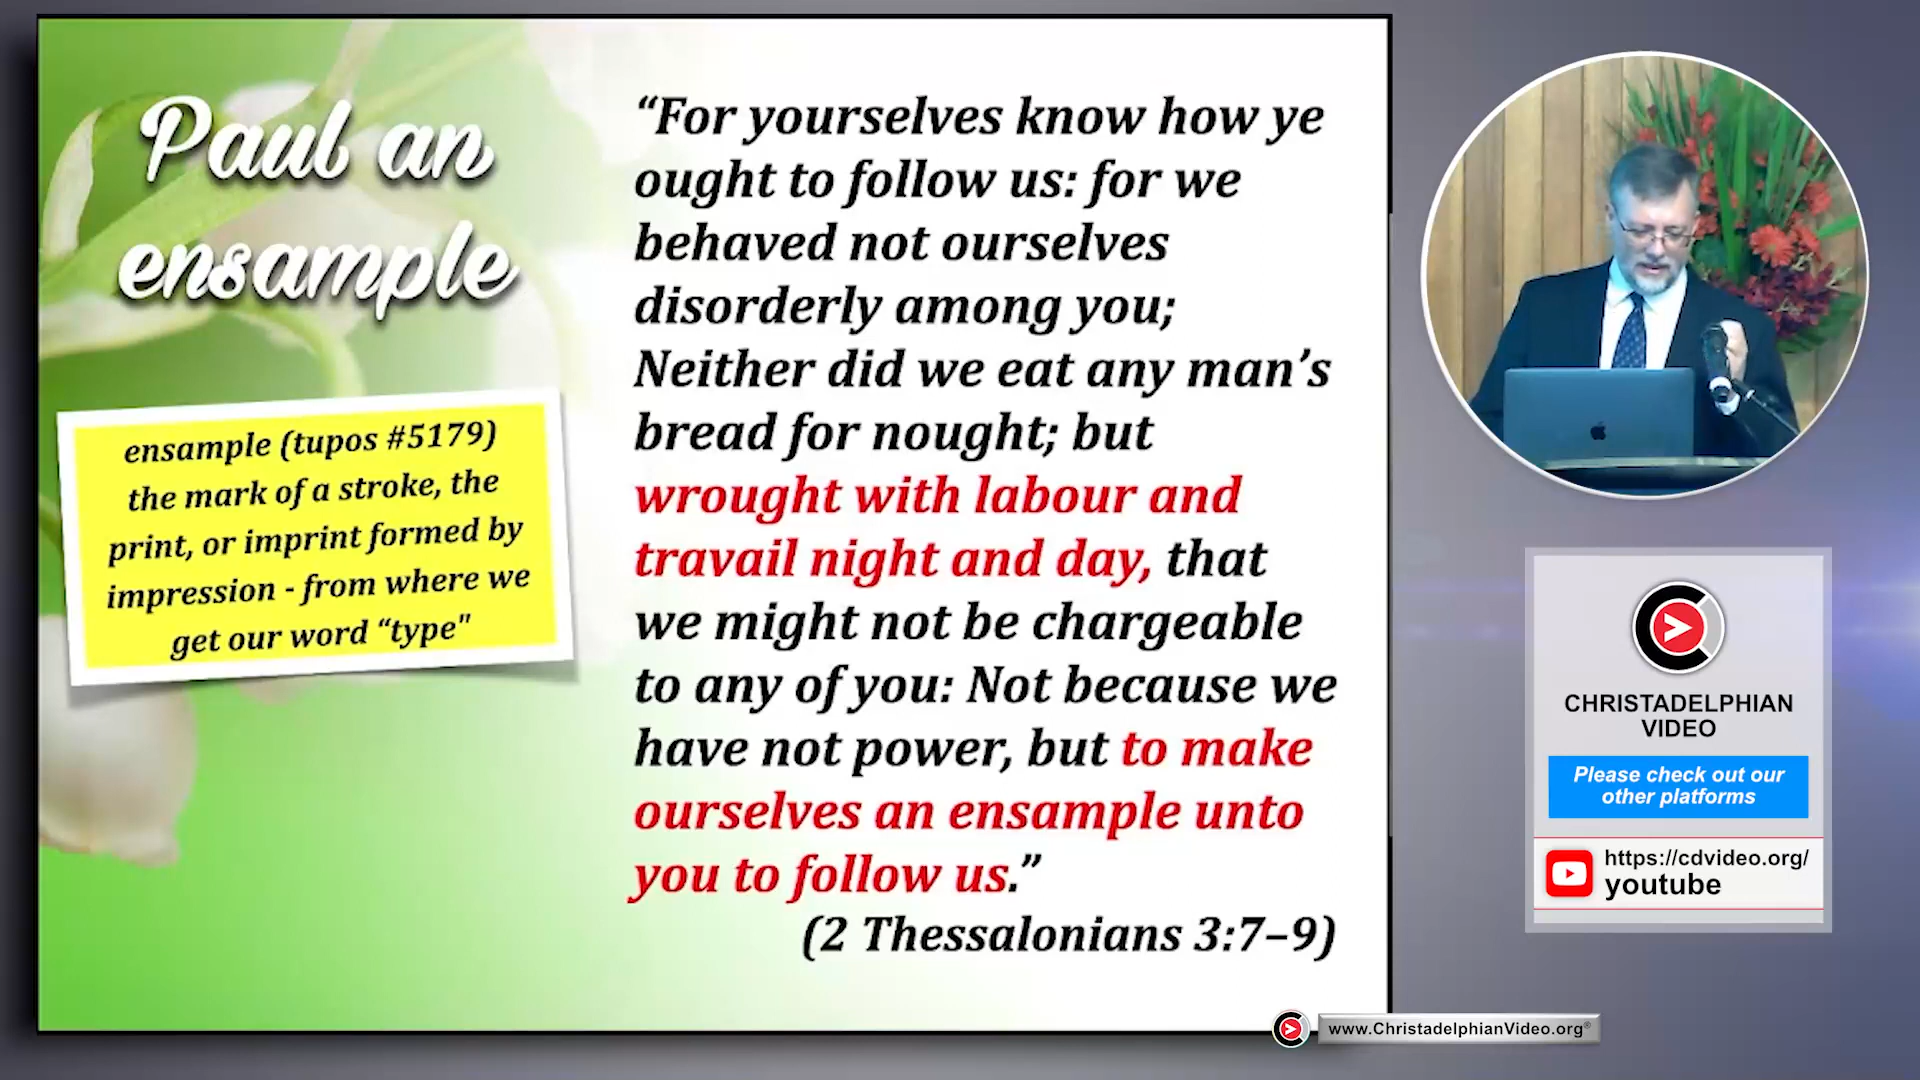 Paul an
ensample
ensample (tupos #5179)
the mark of a stroke, the
print, or imprint formed by
impression - from where we
get our word “type"
“For yourselves know how ye
ought to follow us: for we
behaved not ourselves
disorderly among you;
Neither did we eat any man’s
bread for nought; but
wrought with labour and
travail night and day, that
we might not be chargeable
to any of you: Not because we
have not power, but to make
ourselves an ensample unto
you to follow us.”
(2 Thessalonians 3:7–9)
CHRISTADELPHIAN
VIDEO
Please check out our
other platforms
https://cdvideo.org/
youtube
www.ChristadelphianVideo.org®